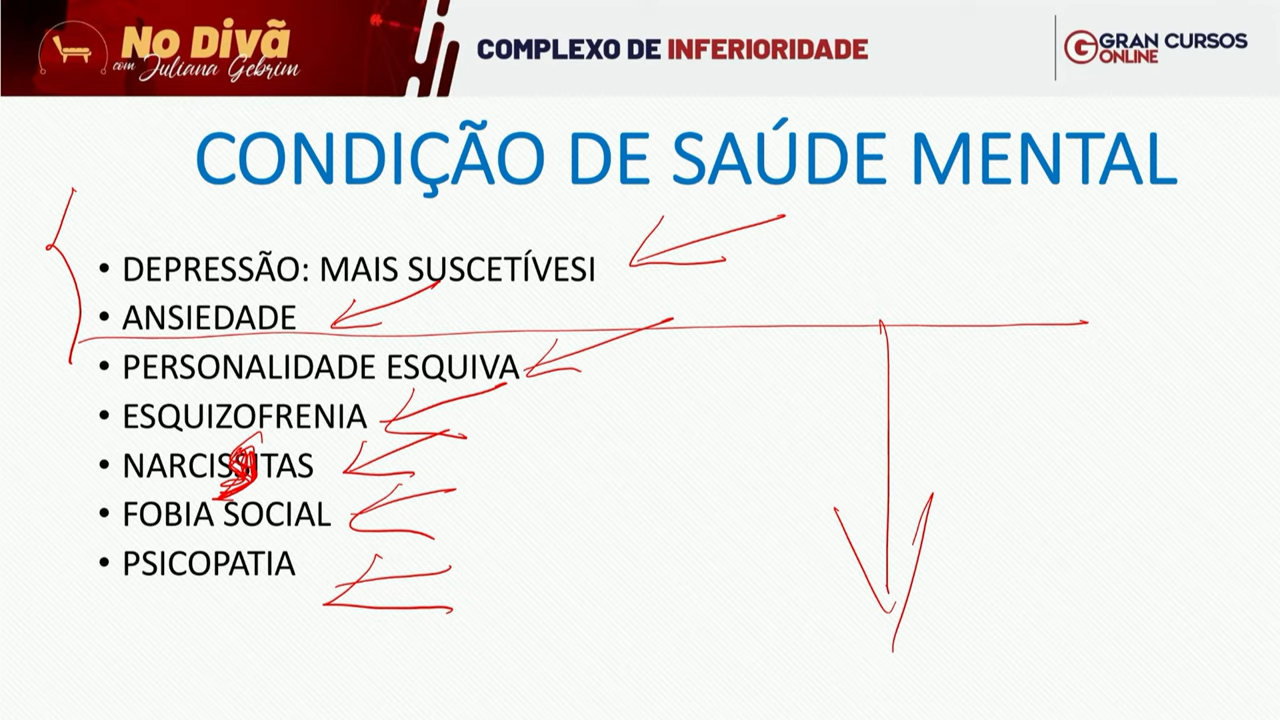 No Divã
com Juliana Gebrim
COMPLEXO DE INFERIORIDADE
GRAN CURSOS
ONLINE
CONDIÇÃO DE SAÚDE MENTAL
• DEPRESSÃO: MAIS SUSCETÍVESI
• ANSIEDADE
• PERSONALIDADE ESQUIVA
• ESQUIZOFRENIA
• NARCISSITAS
• FOBIA SOCIAL
• PSICOPATIA